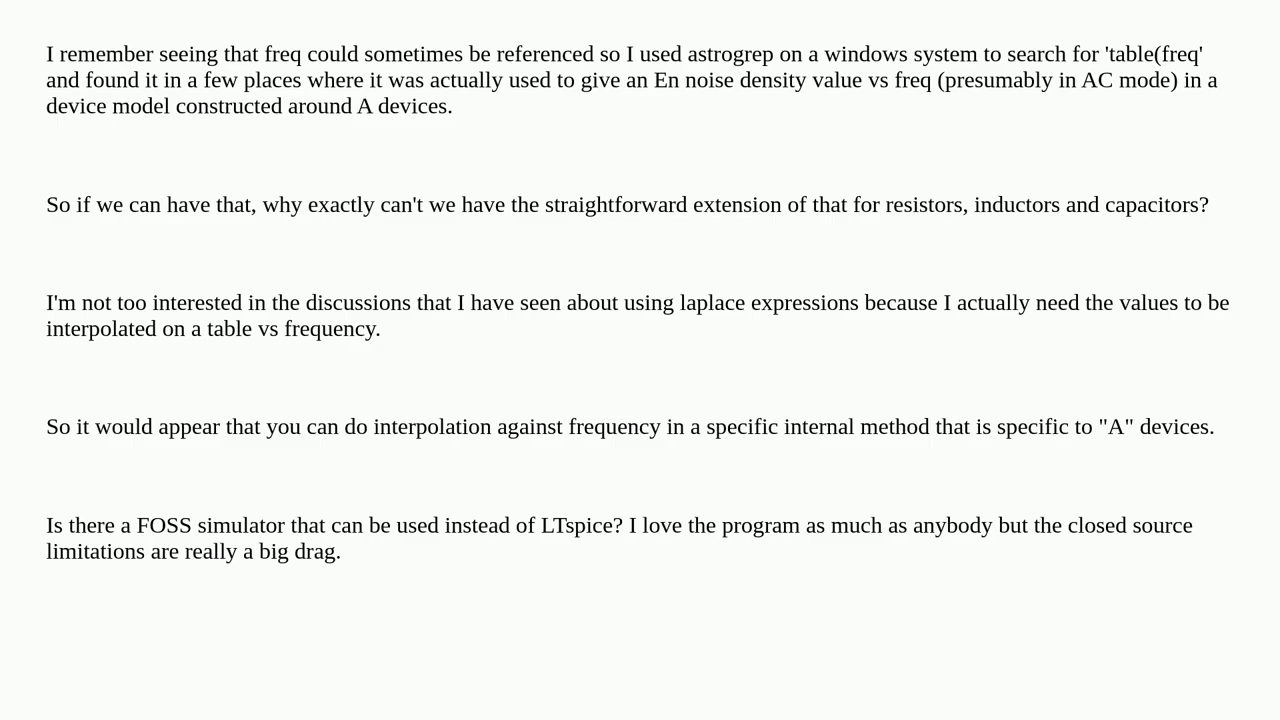 I remember seeing that freq could sometimes be referenced so I used astrogrep on a windows system to search for 'table(freq'
and found it in a few places where it was actually used to give an En noise density value vs freq (presumably in AC mode) in a
device model constructed around A devices.
So if we can have that, why exactly can't we have the straightforward extension of that for resistors, inductors and capacitors?
I'm not too interested in the discussions that I have seen about using laplace expressions because I actually need the values to be
interpolated on a table vs frequency.
So it would appear that you can do interpolation against frequency in a specific internal method that is specific to "A" devices.
Is there a FOSS simulator that can be used instead of LTspice? I love the program as much as anybody but the closed source
limitations are really a big drag.